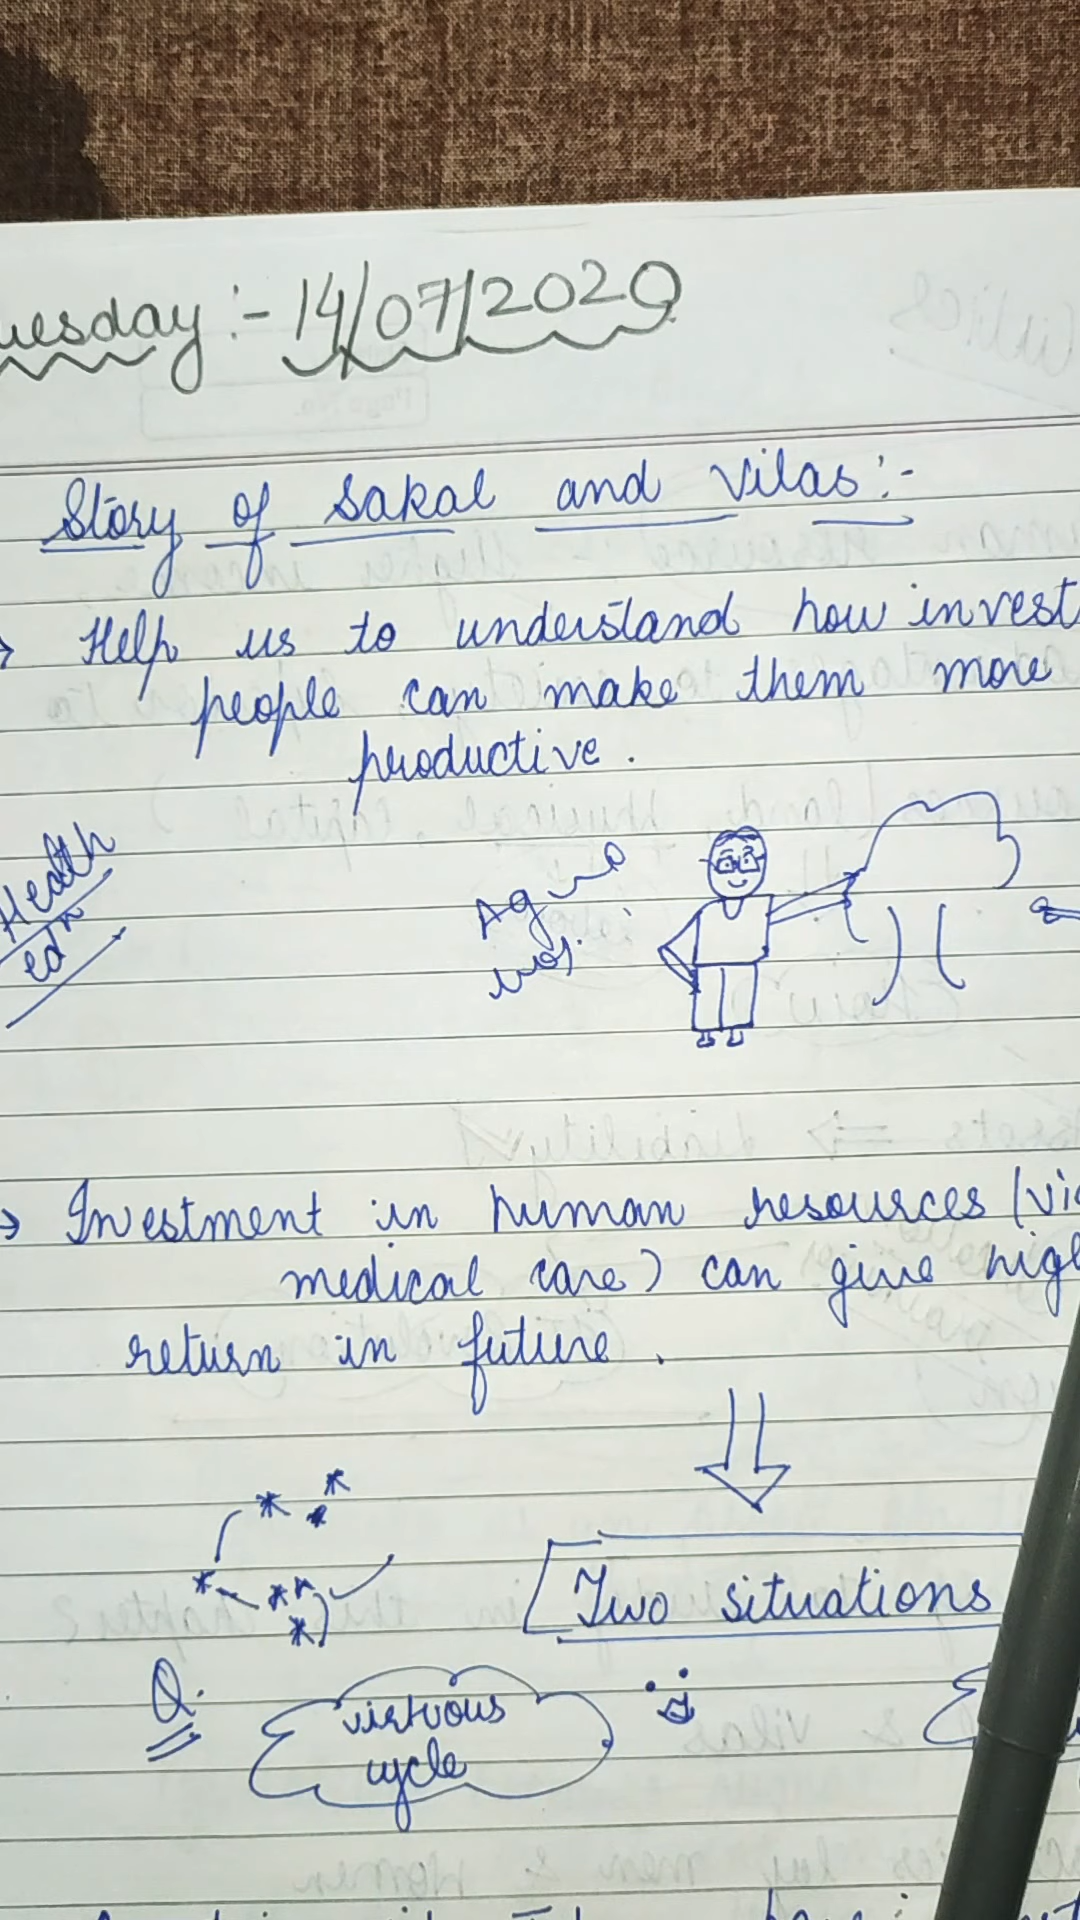 uesday :- 14/07/2020
Story of Sakal and Vilas :-
→ Help us to understand how invest
people can make them more
productive.
Health
edn
→ Investment in human resources (via
medical care) can give high
return in future.
Two situations
Q. virtuous
cycle